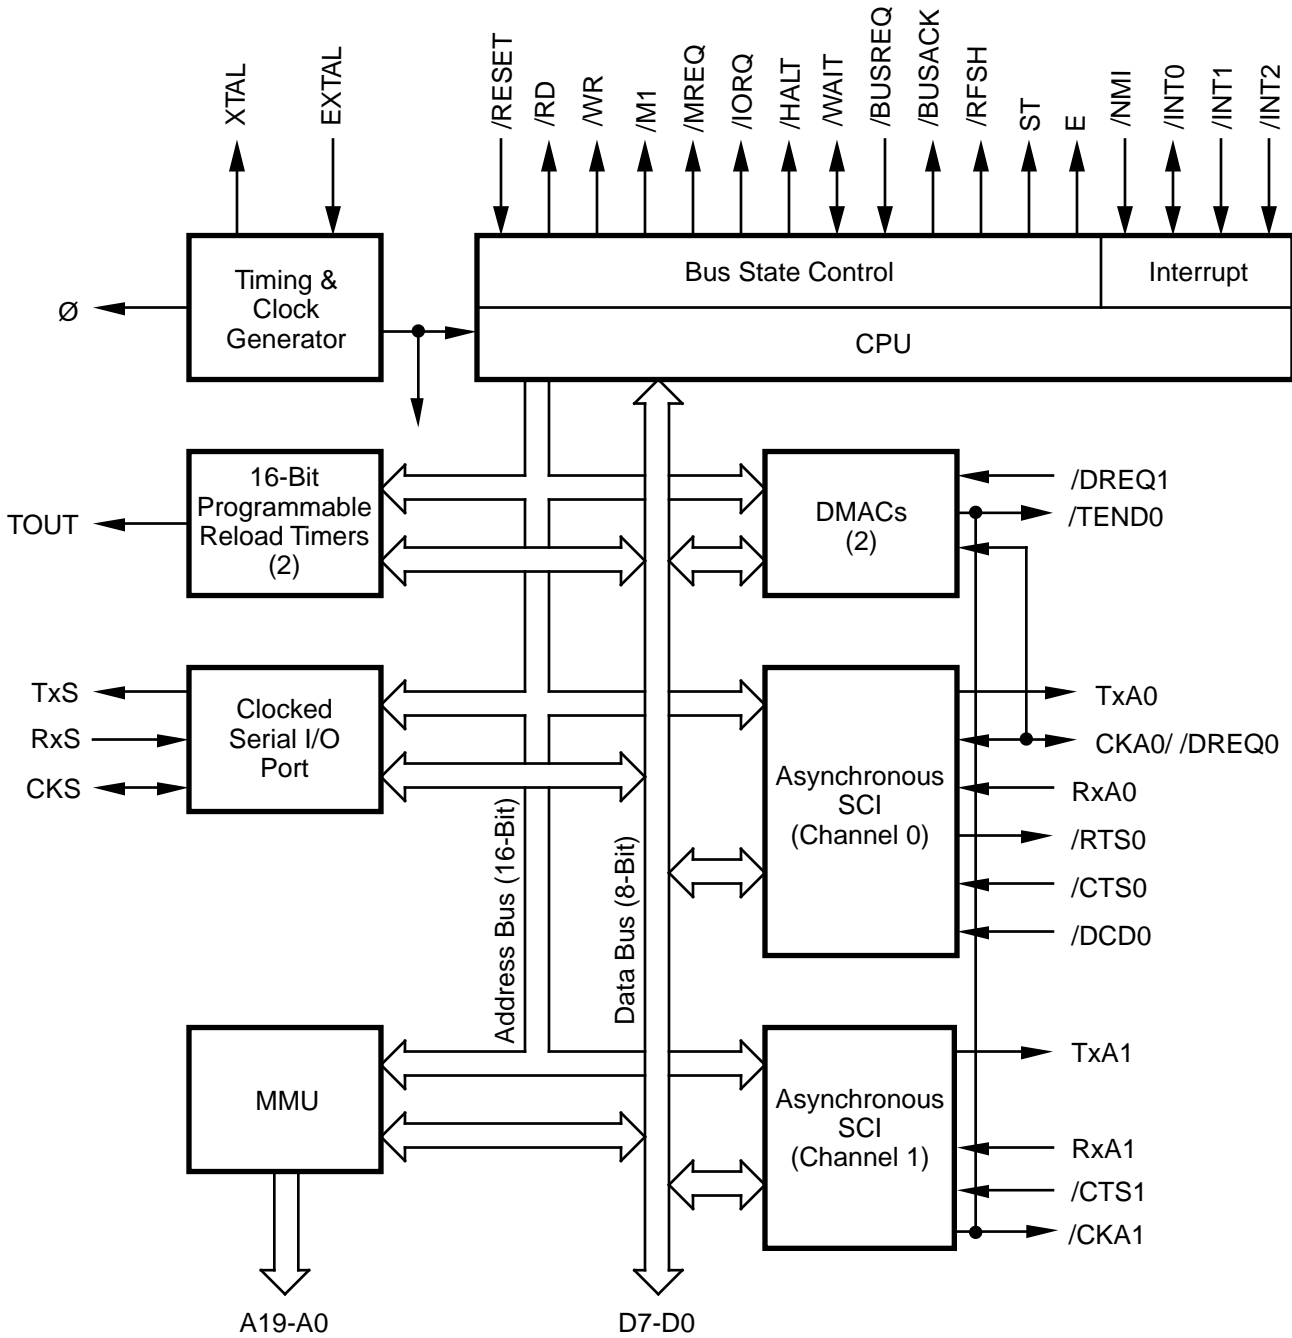 XTAL
EXTAL
/RESET
/RD
/WR
/M1
/MREQ
/IORQ
/HALT
/WAIT
/BUSREQ
/BUSACK
/RFSH
ST
E
/NMI
/INT0
/INT1
/INT2
Ø
Timing &
Clock
Generator
Bus State Control
Interrupt
CPU
TOUT
16-Bit
Programmable
Reload Timers
(2)
DMACs
(2)
/DREQ1
/TEND0
TxS
RxS
CKS
Clocked
Serial I/O
Port
Address Bus (16-Bit)
Data Bus (8-Bit)
Asynchronous
SCI
(Channel 0)
TxA0
CKA0/ /DREQ0
RxA0
/RTS0
/CTS0
/DCD0
MMU
Asynchronous
SCI
(Channel 1)
TxA1
RxA1
/CTS1
/CKA1
A19-A0
D7-D0